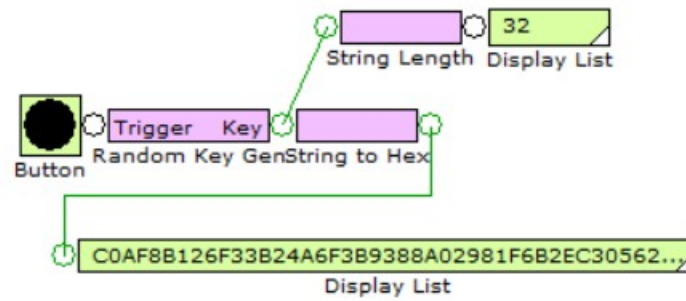 32
String Length Display List
Trigger Key
Button Random Key Gen String to Hex
C0AF8B126F33B24A6F3B9388A02981F6B2EC30562...
Display List